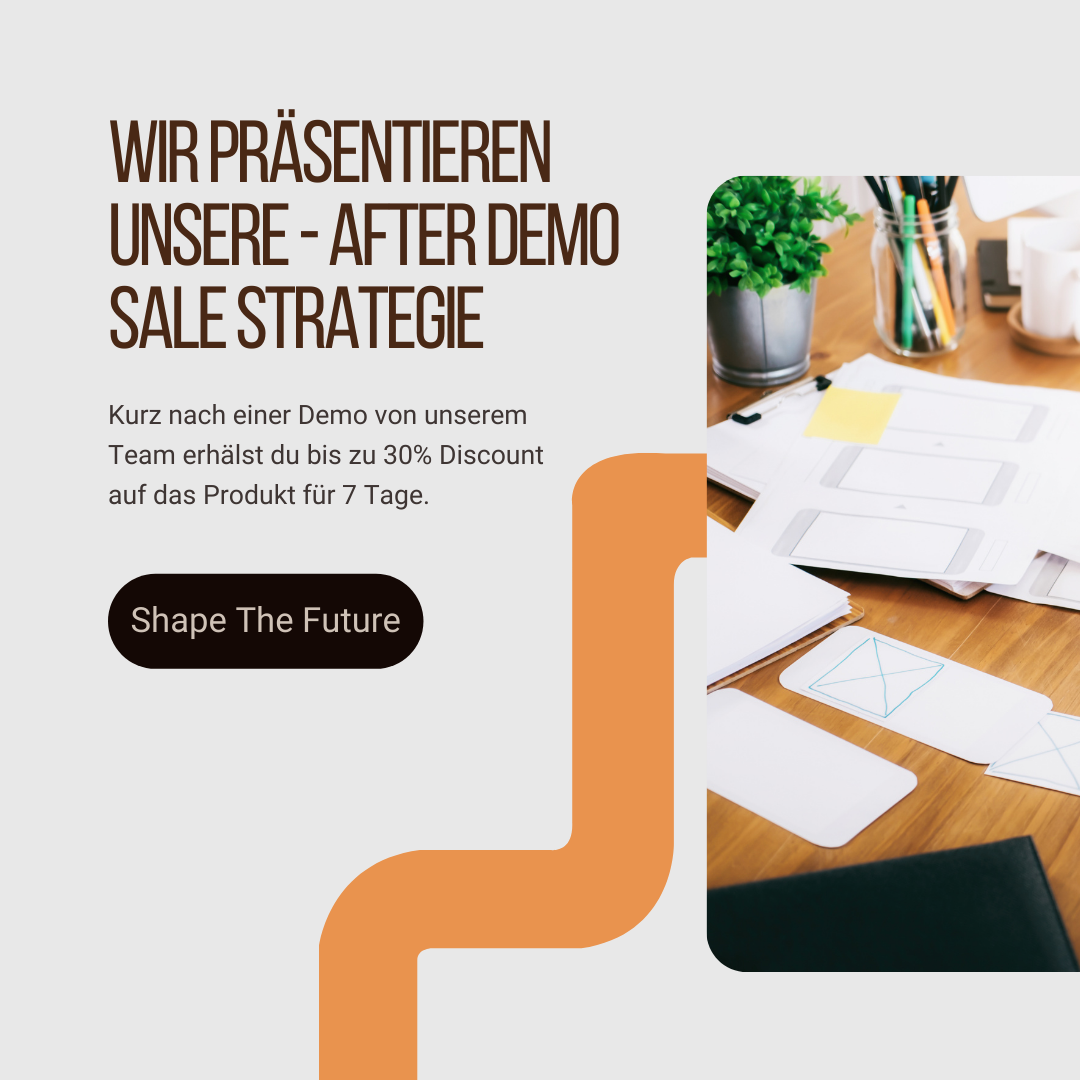 WIR PRÄSENTIEREN
UNSERE - AFTER DEMO
SALE STRATEGIE
Kurz nach einer Demo von unserem
Team erhälst du bis zu 30% Discount
auf das Produkt für 7 Tage.
Shape The Future